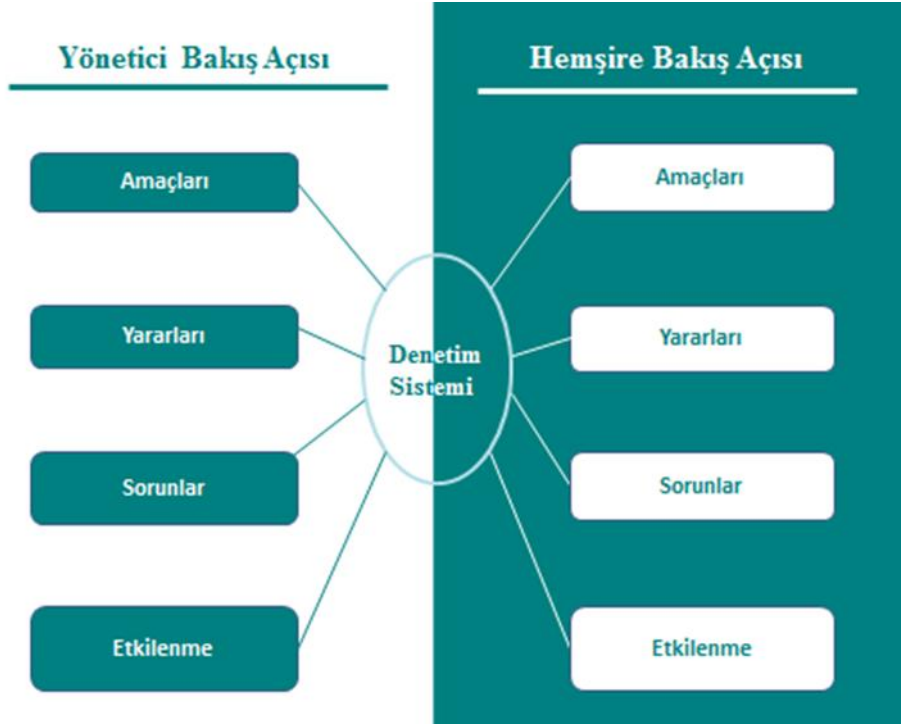 Yönetici Bakış Açısı
Amaçları
Yararları
Sorunlar
Etkilenme
Denetim
Sistemi
Hemşire Bakış Açısı
Amaçları
Yararları
Sorunlar
Etkilenme